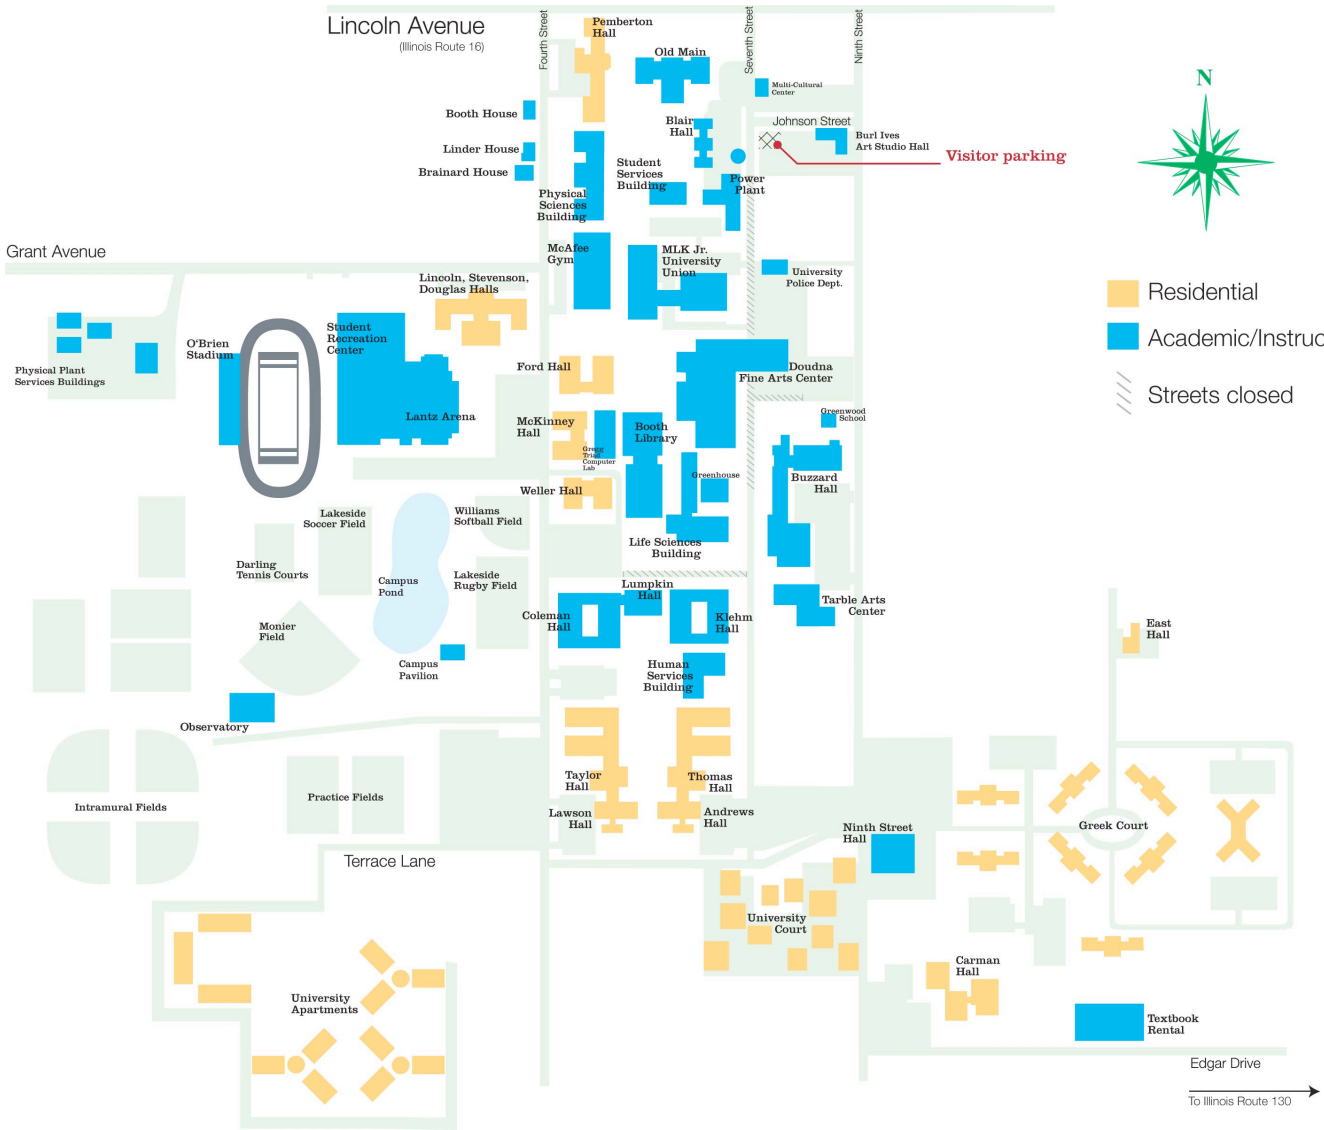 Lincoln Avenue
(Illinois Route 16)
Fourth Street
Seventh Street
Ninth Street
Pemberton
Hall
Old Main
Multi-Cultural
Center
Booth House
Blair
Hall
Johnson Street
Burl Ives
Art Studio Hall
Visitor parking
N
Linder House
Brainard House
Student
Services
Building
Power
Plant
Physical
Sciences
Building
Grant Avenue
McAfee
Gym
MLK Jr.
University
Union
University
Police Dept.
Lincoln, Stevenson,
Douglas Halls
Residential
Academic/Instruc
Streets closed
O'Brien
Stadium
Student
Recreation
Center
Physical Plant
Services Buildings
Ford Hall
Doudna
Fine Arts Center
Lantz Arena
McKinney
Hall
Booth
Library
Greenwood
School
Gregg
Triad
Computer
Lab
Greenhouse
Buzzard
Hall
Weller Hall
Lakeside
Soccer Field
Williams
Softball Field
Life Sciences
Building
Darling
Tennis Courts
Campus
Pond
Lakeside
Rugby Field
Lumpkin
Hall
Tarble Arts
Center
Coleman
Hall
Klehm
Hall
Monier
Field
East
Hall
Campus
Pavilion
Human
Services
Building
Observatory
Taylor
Hall
Thomas
Hall
Intramural Fields
Practice Fields
Lawson
Hall
Andrews
Hall
Ninth Street
Hall
Greek Court
Terrace Lane
University
Court
Carman
Hall
University
Apartments
Textbook
Rental
Edgar Drive
To Illinois Route 130